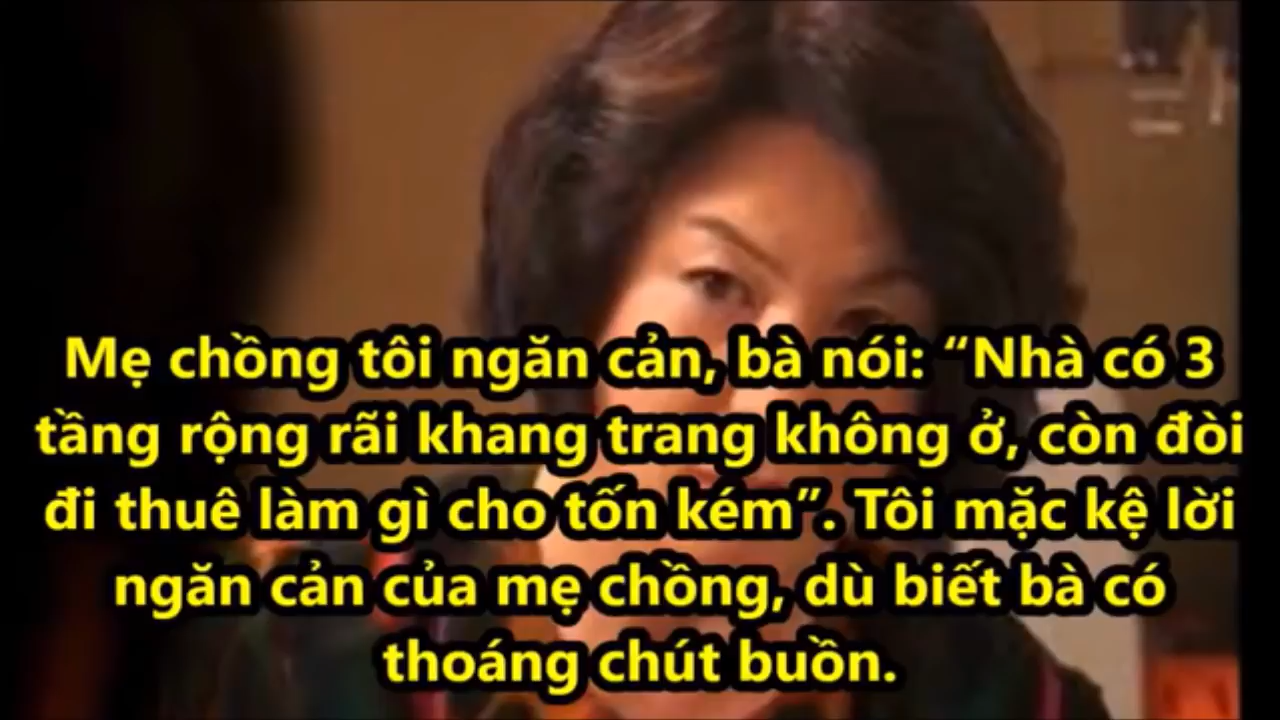 Mẹ chồng tôi ngăn cản, bà nói: “Nhà có 3
tầng rộng rãi khang trang không ở, còn đòi
đi thuê làm gì cho tốn kém”. Tôi mặc kệ lời
ngăn cản của mẹ chồng, dù biết bà có
thoáng chút buồn.